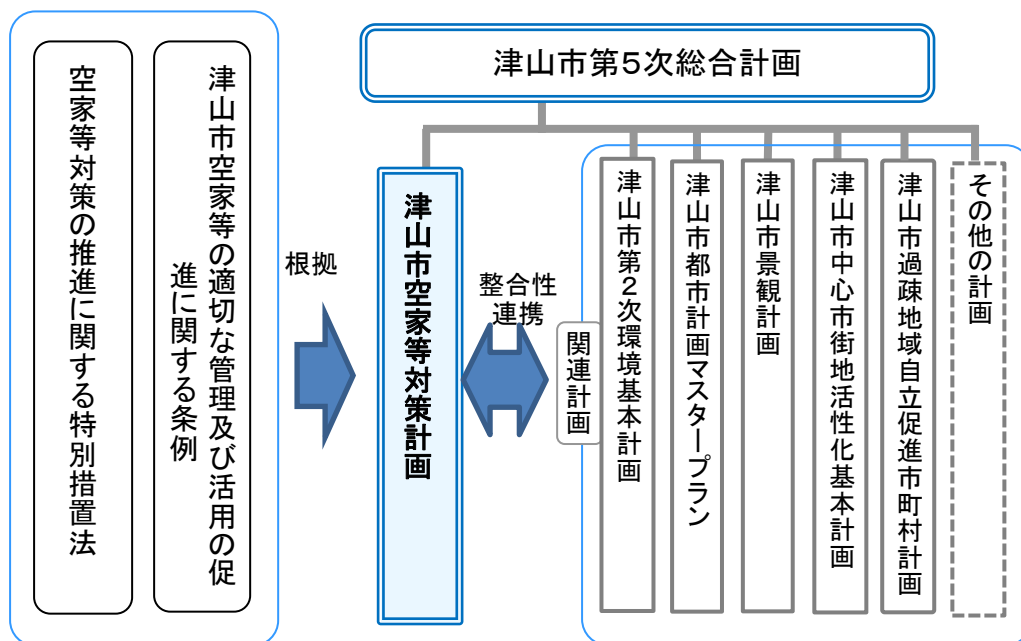 空家等対策の推進に関する特別措置法
津山市空家等の適切な管理及び活用の促
進に関する条例
根拠
津山市第5次総合計画
津山市空家等対策計画
整合性
連携
関連計画
津山市第2次環境基本計画
津山市都市計画マスタープラン
津山市景観計画
津山市中心市街地活性化基本計画
津山市過疎地域自立促進市町村計画
その他の計画